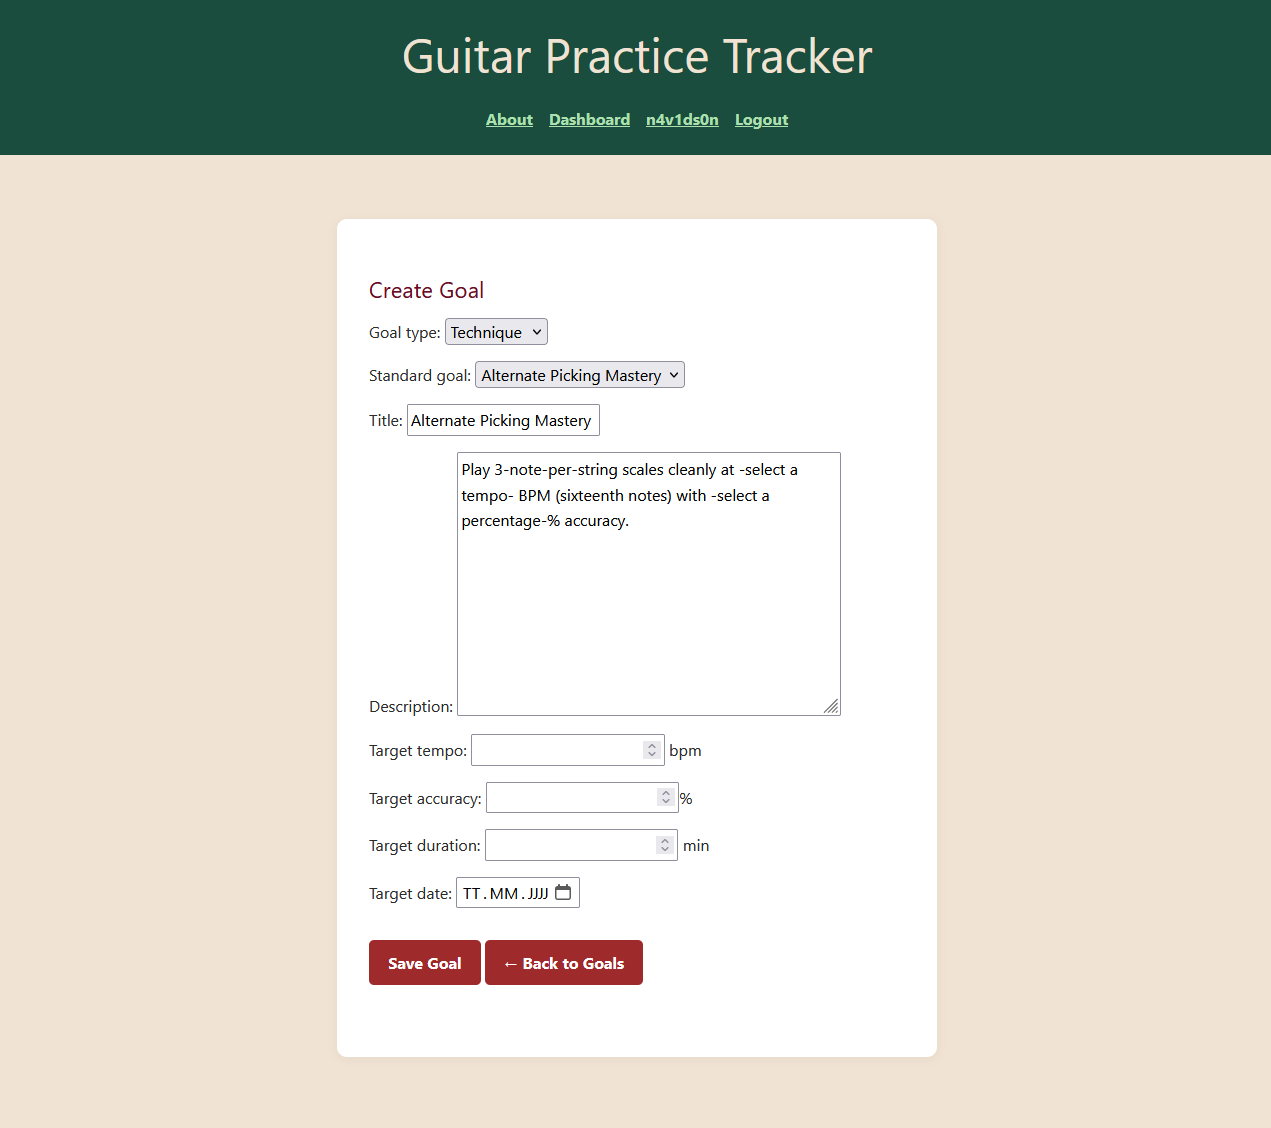 Guitar Practice Tracker
About Dashboard n4v1ds0n Logout
Create Goal
Goal type: Technique
Standard goal: Alternate Picking Mastery
Title: Alternate Picking Mastery
Play 3-note-per-string scales cleanly at -select a
tempo- BPM (sixteenth notes) with -select a
percentage-% accuracy.
Description:
Target tempo: bpm
Target accuracy: %
Target duration: min
Target date: TT.MM.JJJJ
Save Goal ← Back to Goals